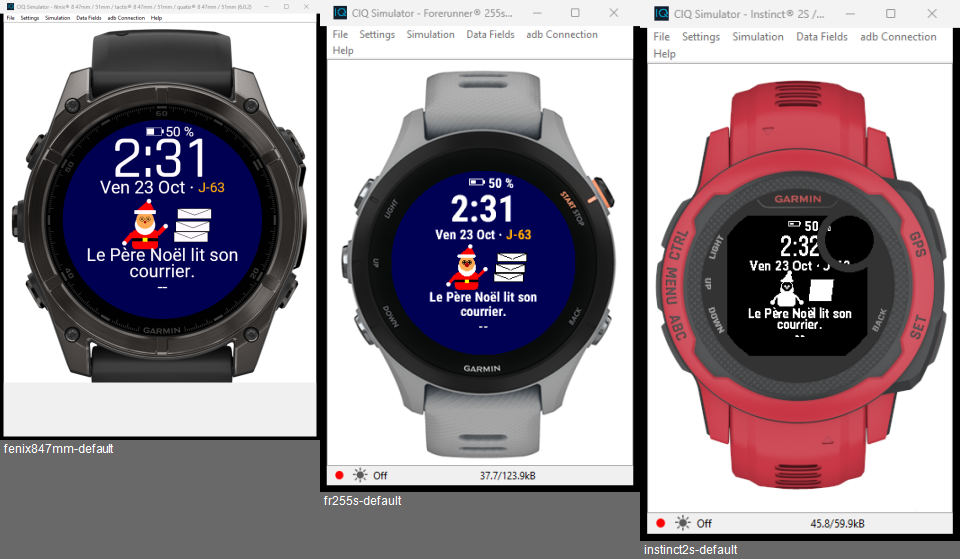 CIQ Simulator - fenix® 8 47mm / 51mm / tactix® 8 47mm / 51mm / quatix® 8 47mm / 51mm [6.0.2]
File Settings Simulation Data Fields adb Connection Help
60
50 %
2:31
Ven 23 Oct · J-63
Le Père Noël lit son
courrier.
--
GARMIN
fenix847mm-default
CIQ Simulator - Forerunner® 255s...
File Settings Simulation Data Fields adb Connection
Help
LIGHT
START STOP
UP
DOWN
BACK
50 %
2:31
Ven 23 Oct · J-63
Le Père Noël lit son
courrier.
--
GARMIN
Off 37.7/123.9kB
fr255s-default
CIQ Simulator - Instinct® 2S /...
File Settings Simulation Data Fields adb Connection
Help
GARMIN
CTRL
LIGHT
GPS
MENU
UP
ABC
DOWN
BACK
SET
50
2:32
Ven 23 Oct · J-63
Le Père Noël lit son
courrier.
--
Off 45.8/59.9kB
instinct2s-default